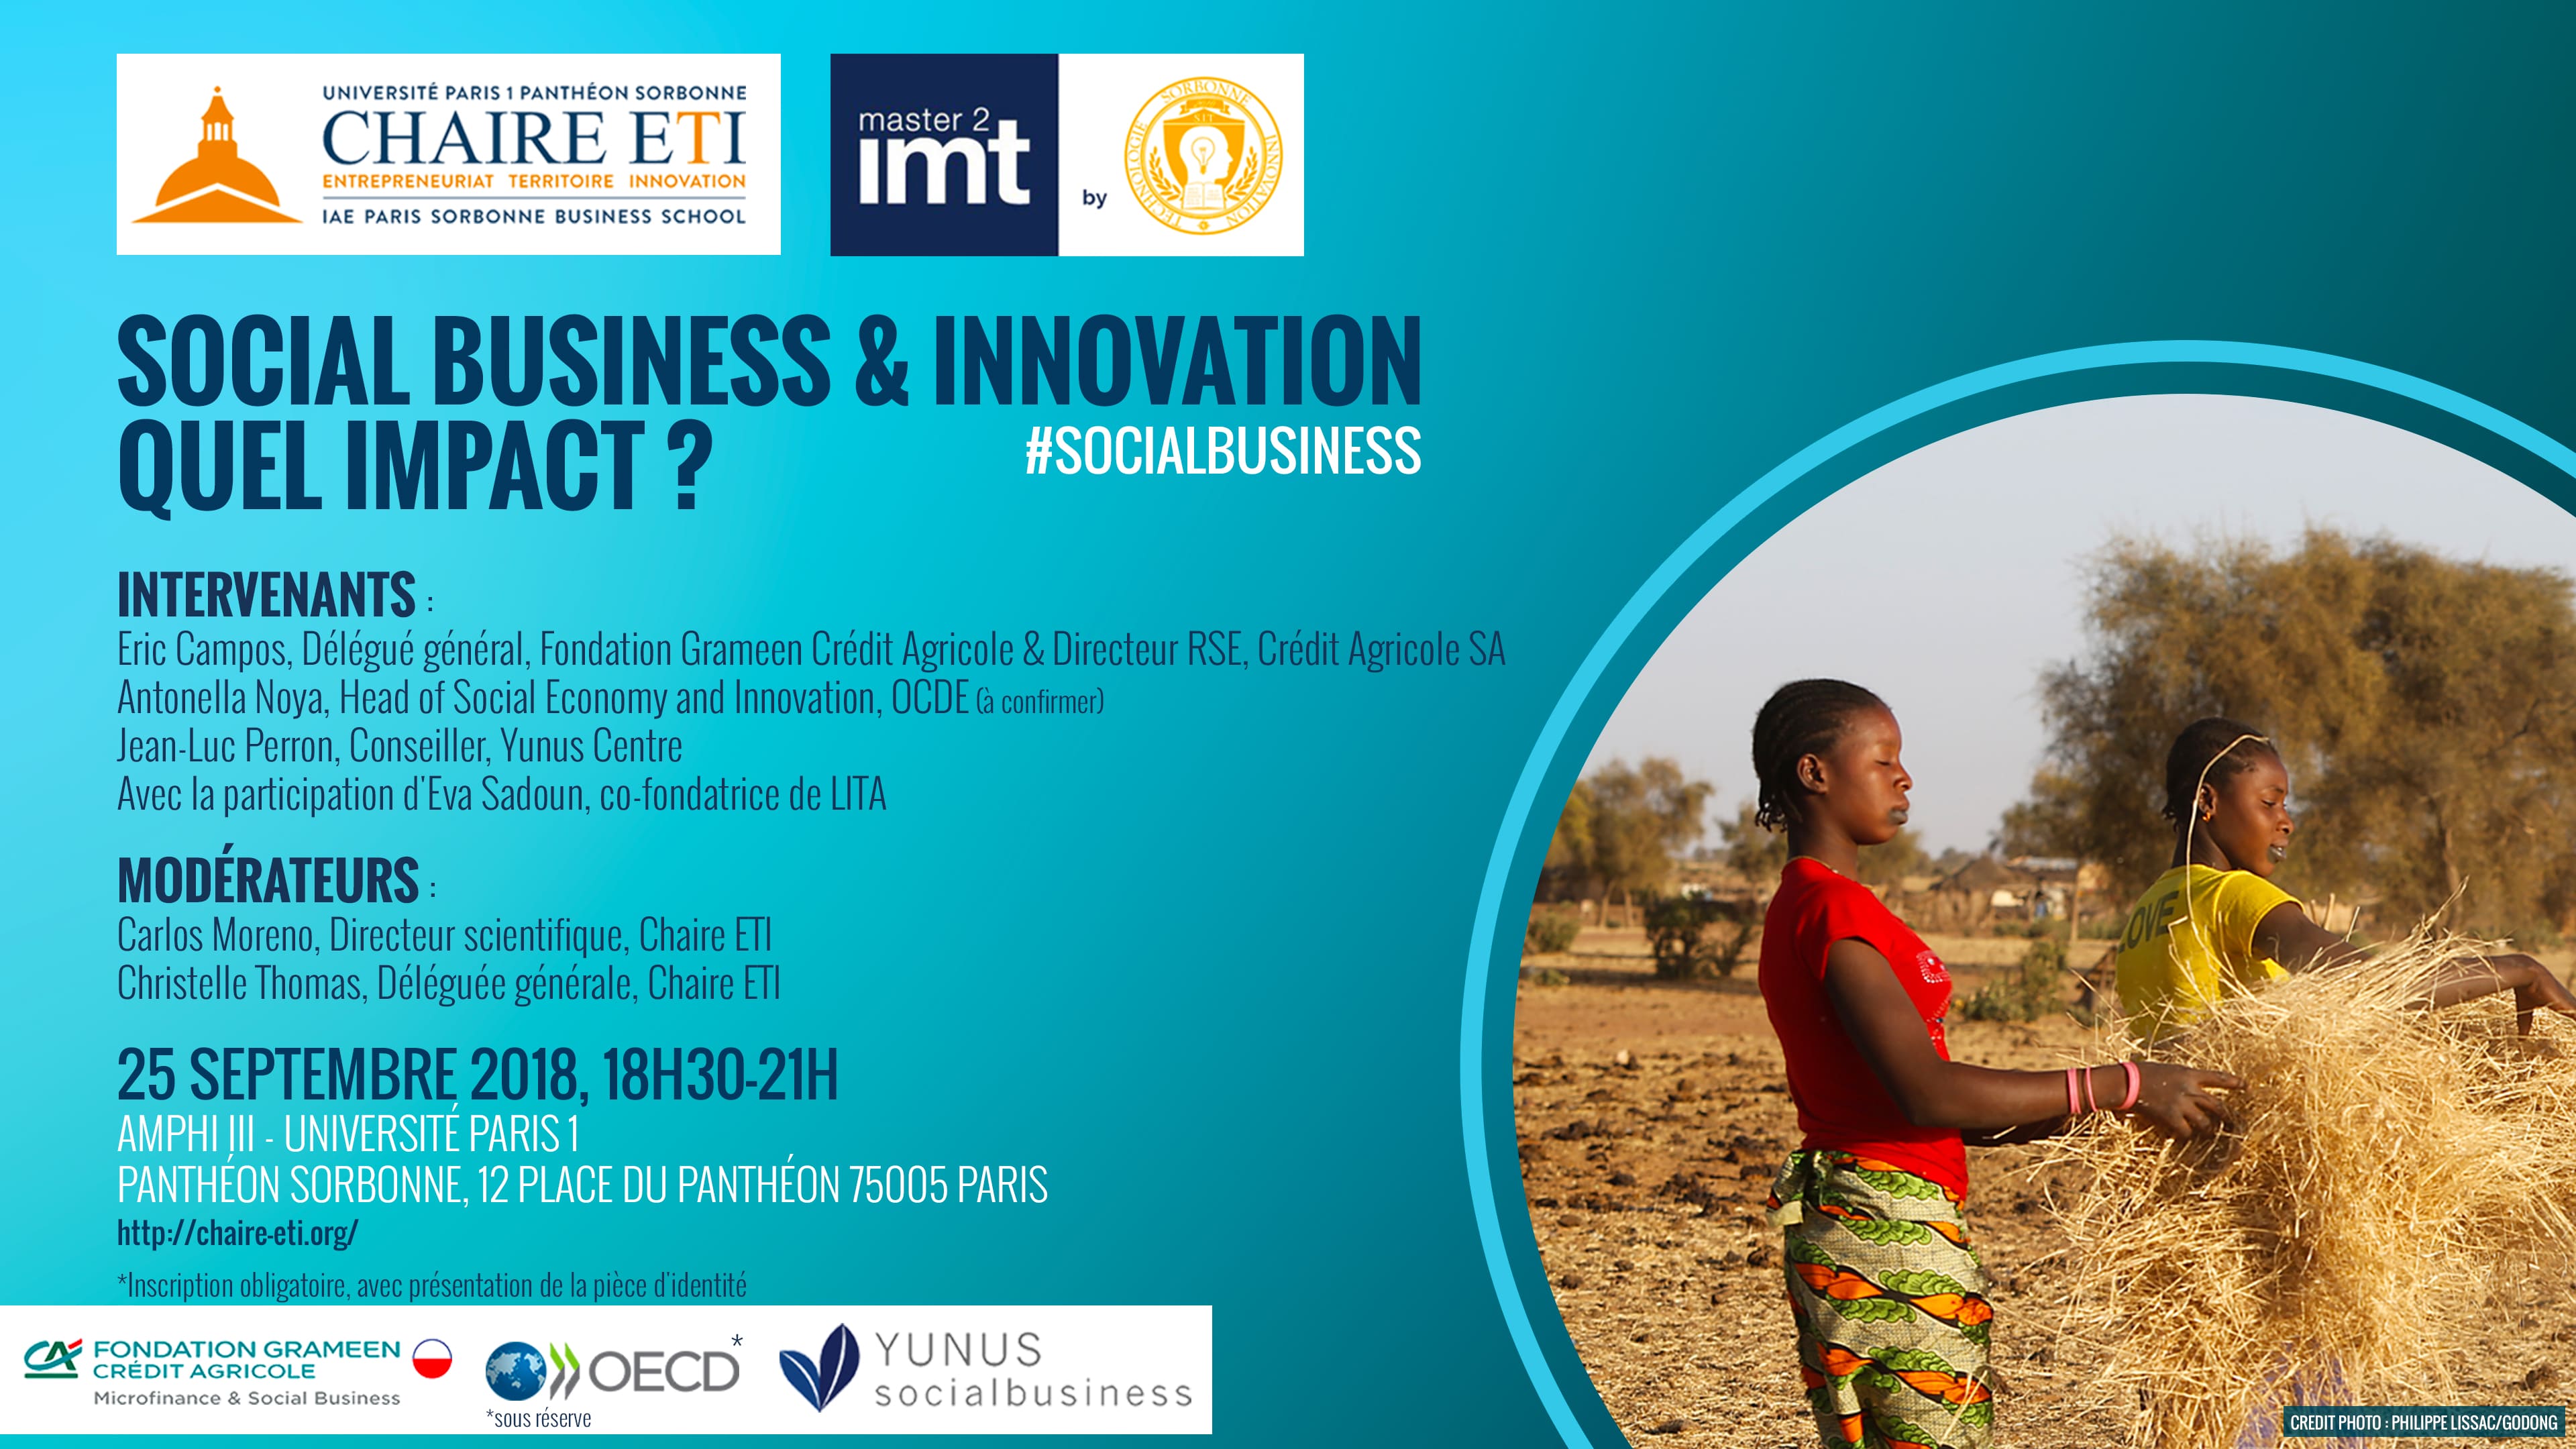 UNIVERSITÉ PARIS 1 PANTHÉON SORBONNE
CHAIRE ETI
ENTREPRENEURIAT TERRITOIRE INNOVATION
IAE PARIS SORBONNE BUSINESS SCHOOL
master 2
imt
by
SORBONNE
TECHNOLOGIE
INNOVATION
SIT
SOCIAL BUSINESS & INNOVATION
QUEL IMPACT ?
#SOCIALBUSINESS
INTERVENANTS :
Eric Campos, Délégué général, Fondation Grameen Crédit Agricole & Directeur RSE, Crédit Agricole SA
Antonella Noya, Head of Social Economy and Innovation, OCDE (à confirmer)
Jean-Luc Perron, Conseiller, Yunus Centre
Avec la participation d'Eva Sadoun, co-fondatrice de LITA
MODÉRATEURS :
Carlos Moreno, Directeur scientifique, Chaire ETI
Christelle Thomas, Déléguée générale, Chaire ETI
25 SEPTEMBRE 2018, 18H30-21H
AMPHI III - UNIVERSITÉ PARIS 1
PANTHÉON SORBONNE, 12 PLACE DU PANTHÉON 75005 PARIS
http://chaire-eti.org/
*Inscription obligatoire, avec présentation de la pièce d'identité
CA
FONDATION GRAMEEN
CRÉDIT AGRICOLE
Microfinance & Social Business
OECD*
*sous réserve
YUNUS
socialbusiness
LOVE
CREDIT PHOTO : PHILIPPE LISSAC/GODONG